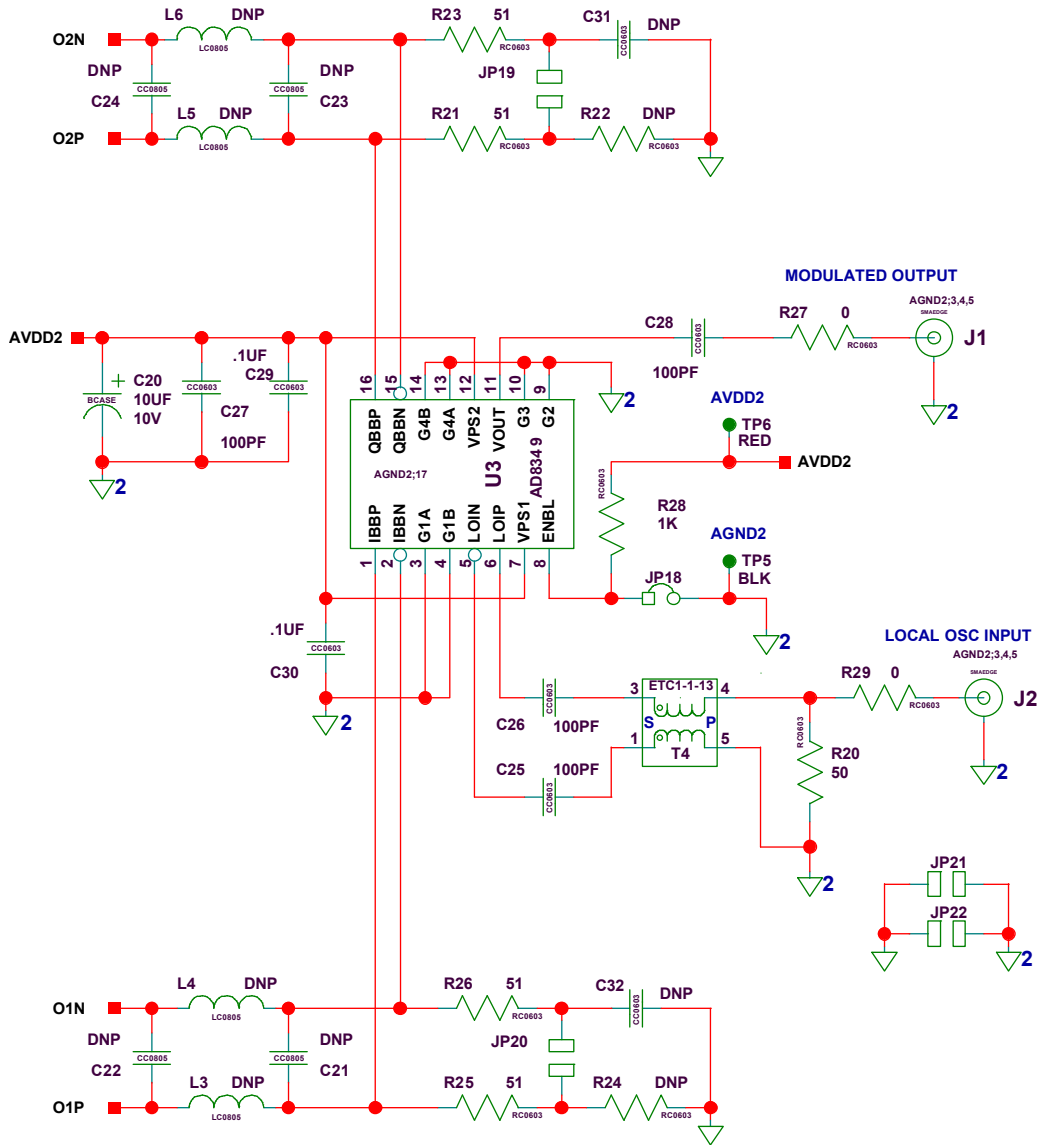 L6 DNP
O2N
LC0805
DNP
CC0805
C24
DNP
CC0805
C23
L5 DNP
O2P
LC0805
R23 51
RC0603
C31
DNP
CC0603
JP19
R21 51
RC0603
R22 DNP
RC0603
MODULATED OUTPUT
AGND2;3,4,5
SMAEDGE
J1
R27 0
RC0603
C28
CC0603
100PF
2
AVDD2
BCASE
+
C20
10UF
10V
CC0603
C27
100PF
.1UF
C29
CC0603
2
16 15 14 13 12 11 10 9
QBBP QBBN G4B G4A VPS2 VOUT G3 G2
AGND2;17
U3
AD8349
IBBP IBBN G1A G1B LOIN LOIP VPS1 ENBL
1 2 3 4 5 6 7 8
2
AVDD2
TP6
RED
AVDD2
RC0603
R28
1K
AGND2
TP5
BLK
JP18
2
.1UF
CC0603
C30
2
LOCAL OSC INPUT
AGND2;3,4,5
SMAEDGE
J2
R29 0
RC0603
2
C26
CC0603
100PF
C25
CC0603
100PF
3 ETC1-1-13 4
S P
1 T4 5
RC0603
R20
50
2
JP21
JP22
2
L4 DNP
O1N
LC0805
DNP
CC0805
C22
DNP
CC0805
C21
L3 DNP
O1P
LC0805
R26 51
RC0603
C32
DNP
CC0603
JP20
R25 51
RC0603
R24 DNP
RC0603